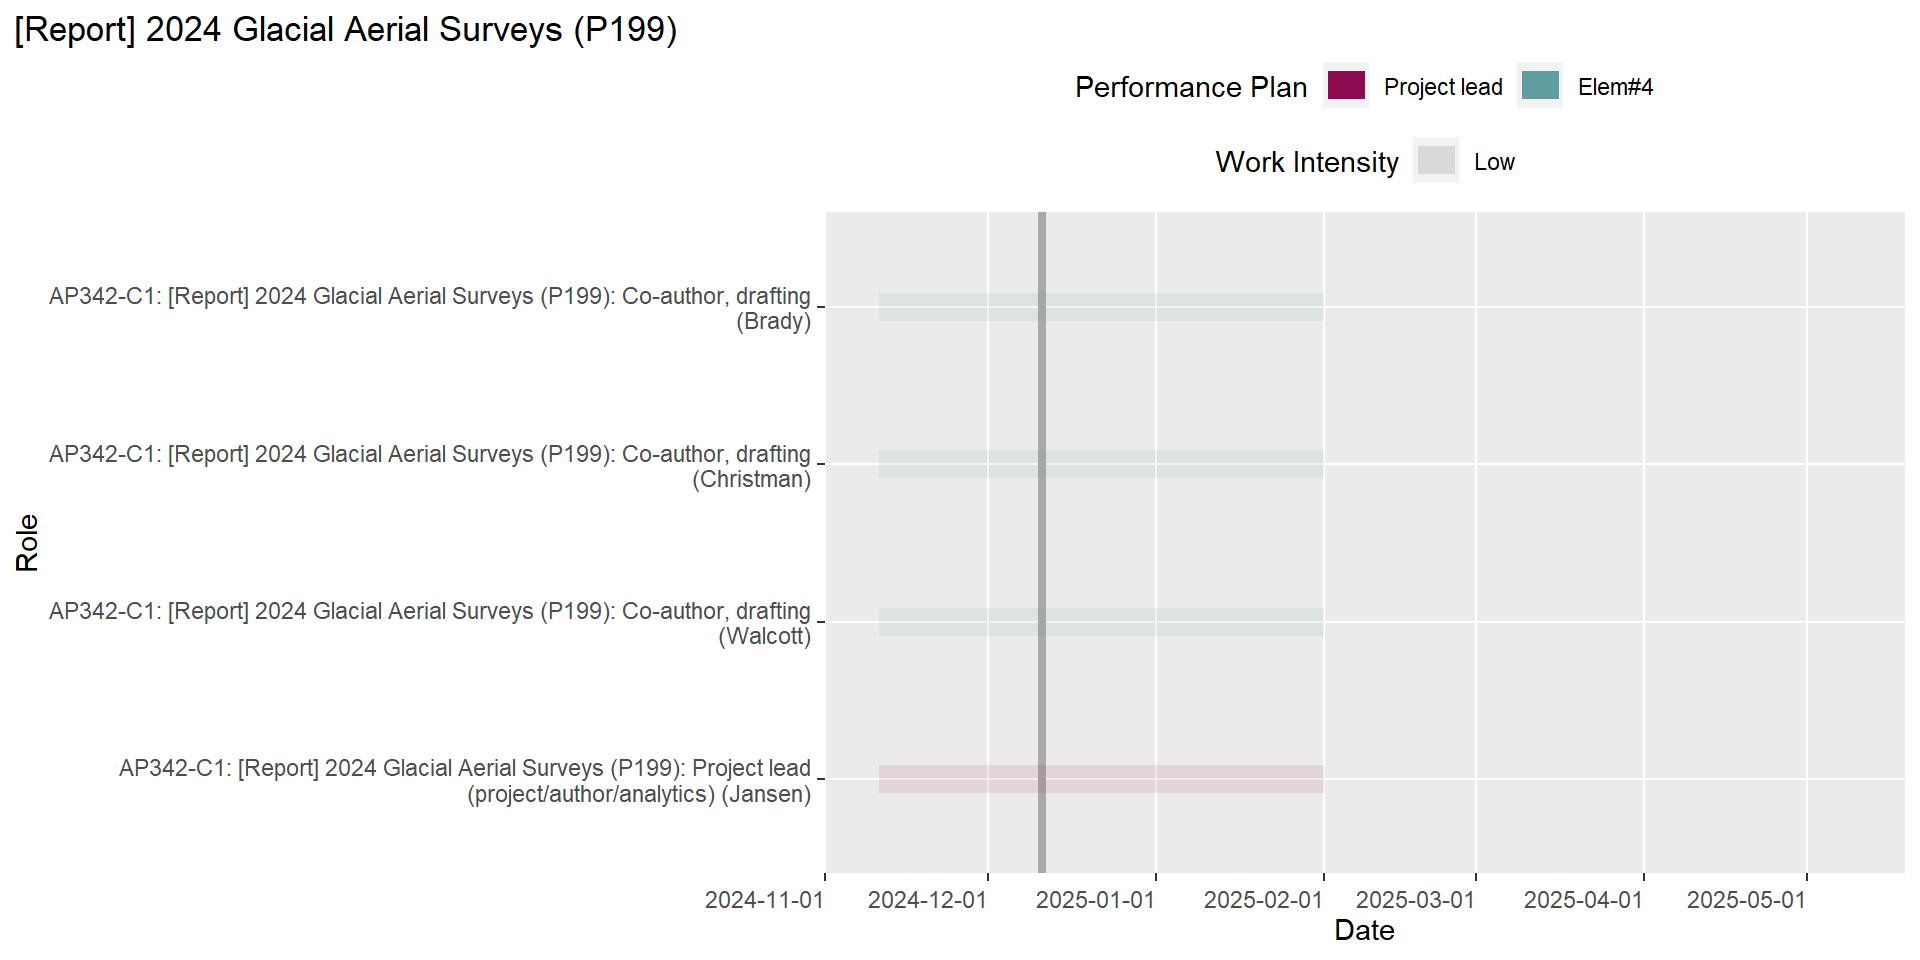 [Report] 2024 Glacial Aerial Surveys (P199)
Performance Plan Project lead Elem#4
Work Intensity Low
AP342-C1: [Report] 2024 Glacial Aerial Surveys (P199): Co-author, drafting
(Brady)
AP342-C1: [Report] 2024 Glacial Aerial Surveys (P199): Co-author, drafting
(Christman)
Role
AP342-C1: [Report] 2024 Glacial Aerial Surveys (P199): Co-author, drafting
(Walcott)
AP342-C1: [Report] 2024 Glacial Aerial Surveys (P199): Project lead
(project/author/analytics) (Jansen)
2024-11-01 2024-12-01 2025-01-01 2025-02-01 2025-03-01 2025-04-01 2025-05-01
Date